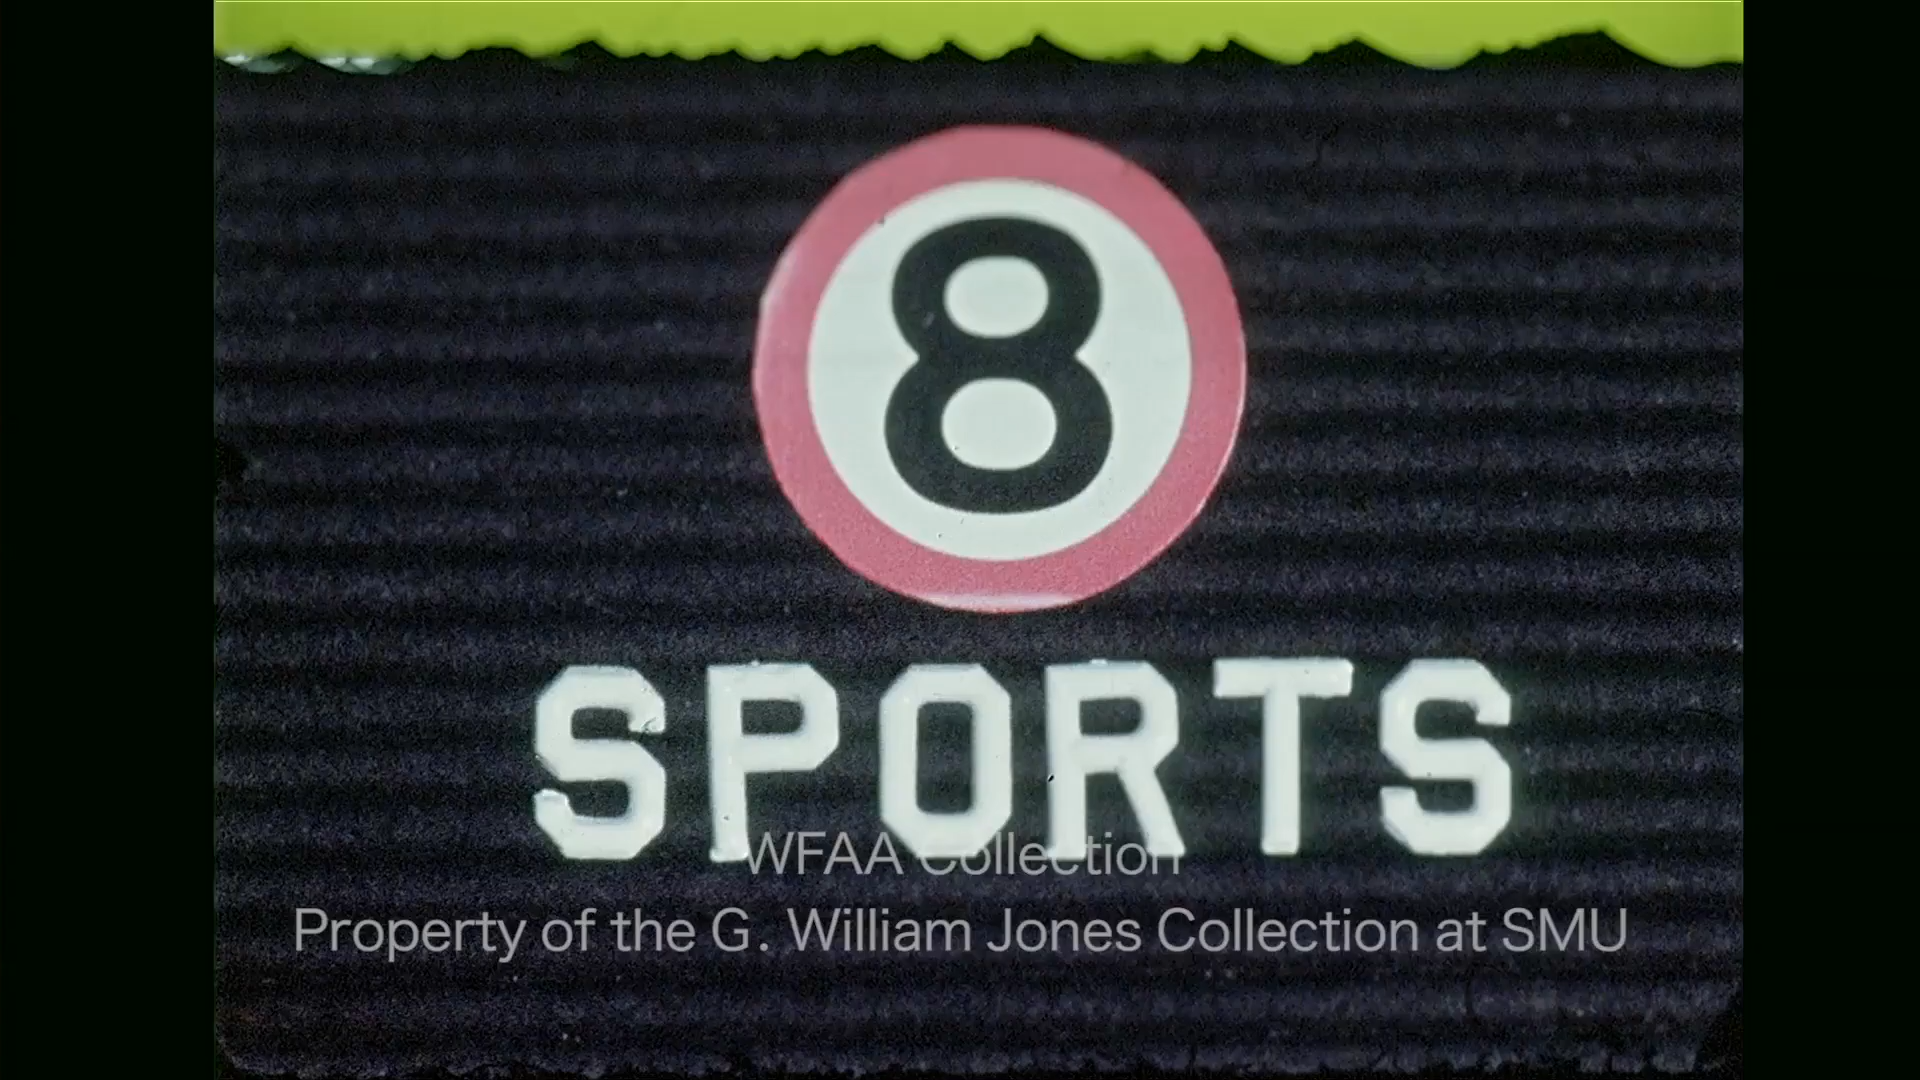 8
SPORTS
WFAA Collection
Property of the G. William Jones Collection at SMU